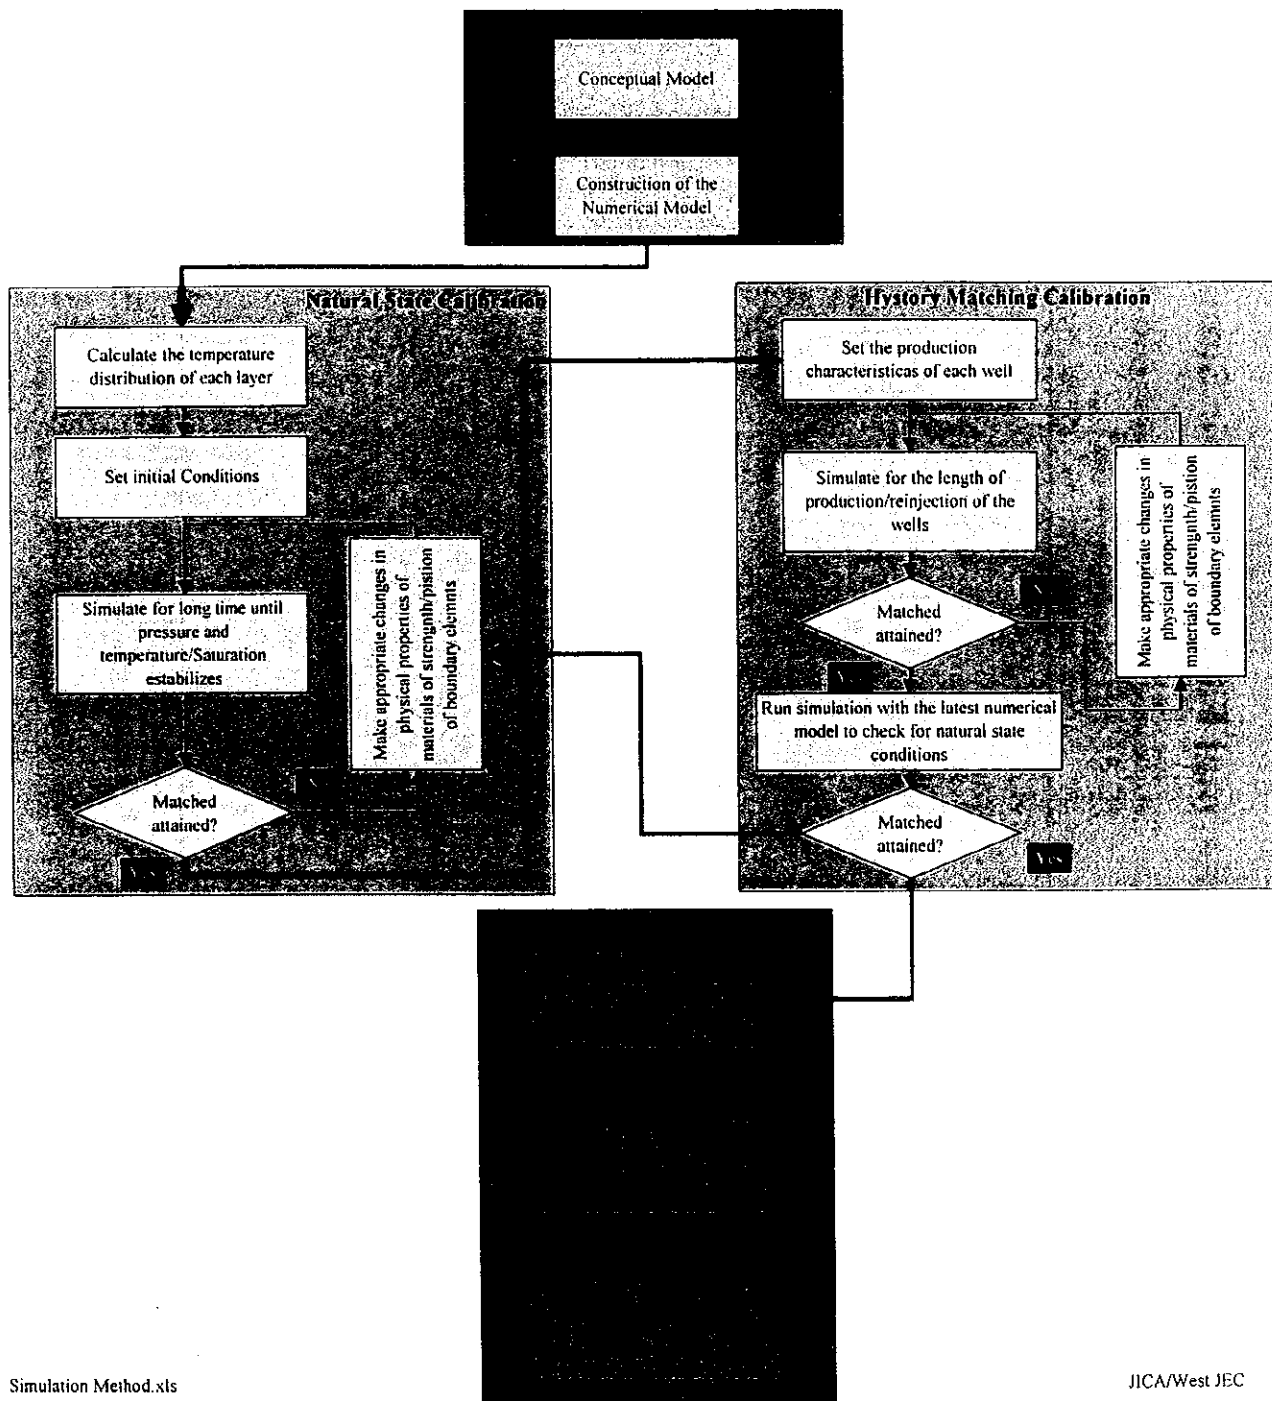 Conceptual Model
Construction of the
Numerical Model
Natural State Calibration
Calculate the temperature
distribution of each layer
Set initial Conditions
Simulate for long time until
pressure and
temperature/Saturation
estabilizes
Make appropriate changes in
physical properties of
materials of strengnth/pistion
of boundary elemnts
Matched
attained?
Yes
Hystory Matching Calibration
Set the production
characteristicas of each well
Simulate for the length of
production/reinjection of the
wells
Make appropriate changes in
physical properties of
materials of strengnth/pistion
of boundary elemnts
Matched
attained?
Run simulation with the latest numerical
model to check for natural state
conditions
Matched
attained?
Yes
Simulation Method.xls
JICA/West JEC